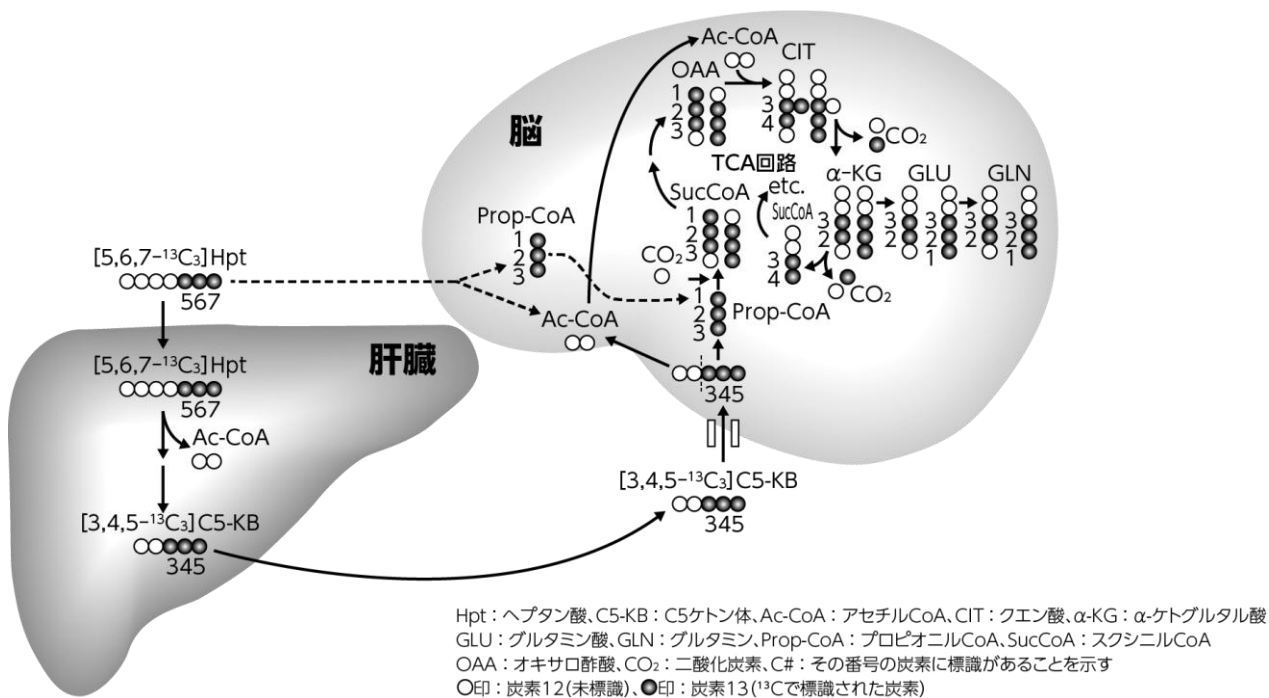 Ac-CoA
CIT
OAA
1
2
3
3
4
CO₂
脳
TCA回路
etc.
α-KG
GLU
GLN
SucCoA
SucCoA
3
2
3
2
3
2
1
3
2
3
2
1
1
2
3
3
4
CO₂
CO₂
Prop-CoA
1
2
3
[5,6,7-¹³C₃]Hpt
567
1
2
3
Prop-CoA
Ac-CoA
345
肝臓
[5,6,7-¹³C₃]Hpt
567
Ac-CoA
[3,4,5-¹³C₃]C5-KB
345
[3,4,5-¹³C₃]C5-KB
345
Hpt：ヘプタン酸、C5-KB：C5ケトン体、Ac-CoA：アセチルCoA、CIT：クエン酸、α-KG：α-ケトグルタル酸
GLU：グルタミン酸、GLN：グルタミン、Prop-CoA：プロピオニルCoA、SucCoA：スクシニルCoA
OAA：オキサロ酢酸、CO₂：二酸化炭素、C#：その番号の炭素に標識があることを示す
○印：炭素12(未標識)、●印：炭素13(¹³Cで標識された炭素)